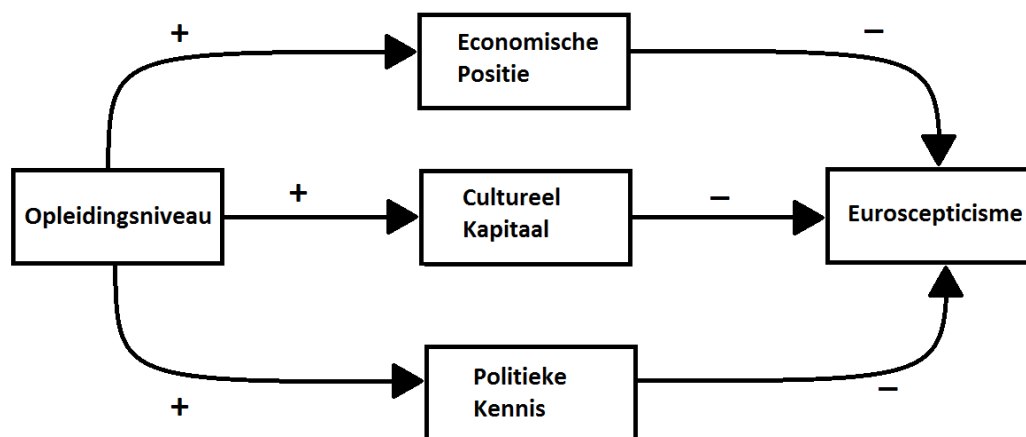 +
Economische
Positie
–
Opleidingsniveau
+
Cultureel
Kapitaal
–
Euroscepticisme
+
Politieke
Kennis
–